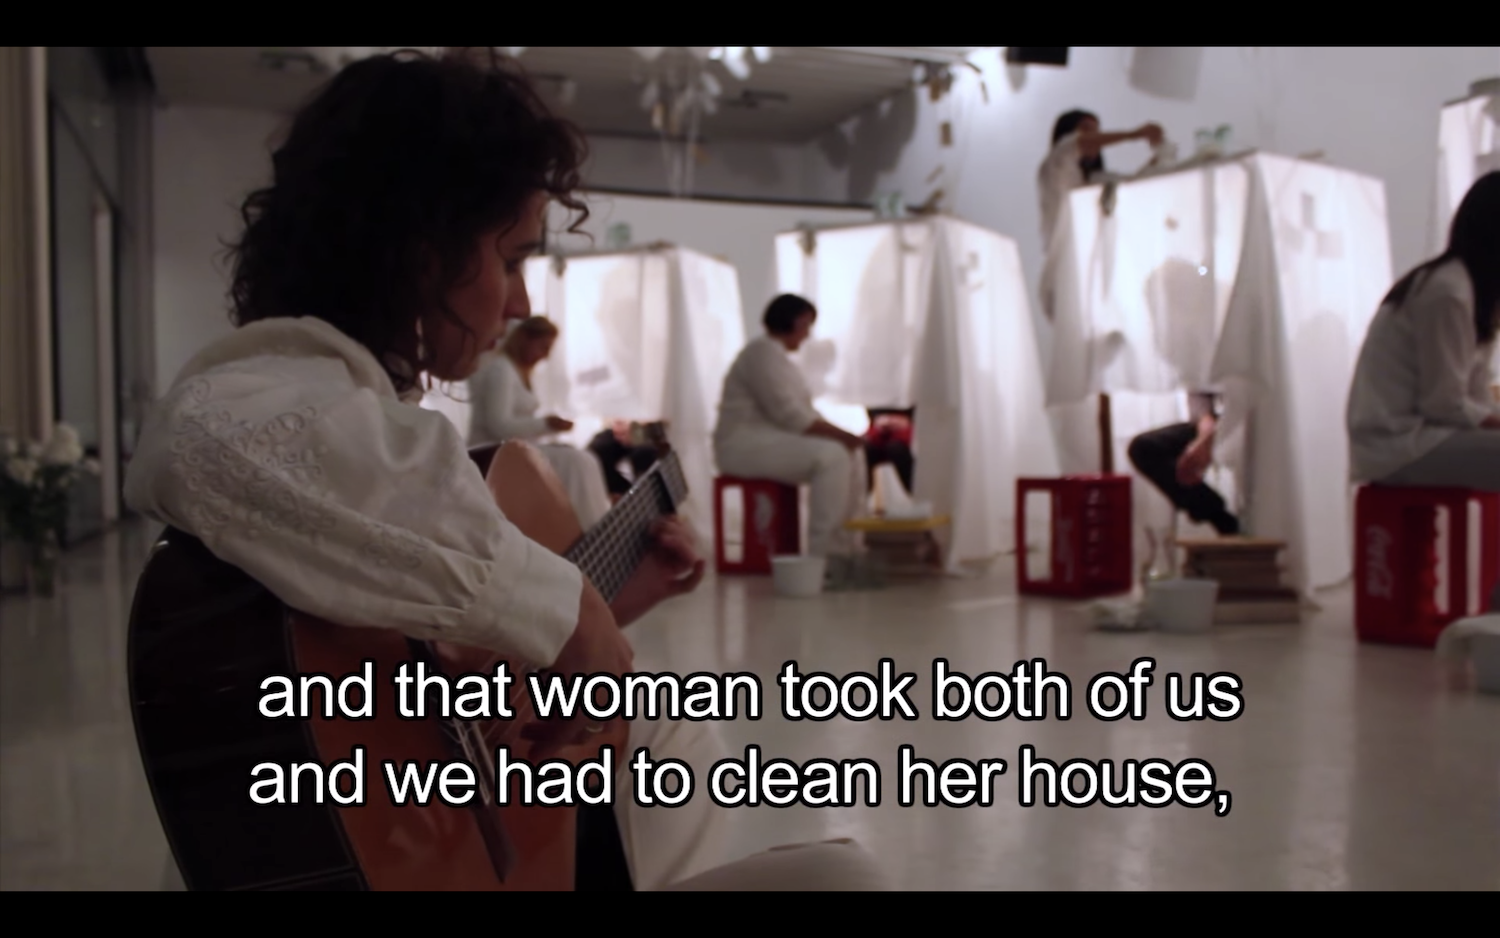 and that woman took both of us
and we had to clean her house,